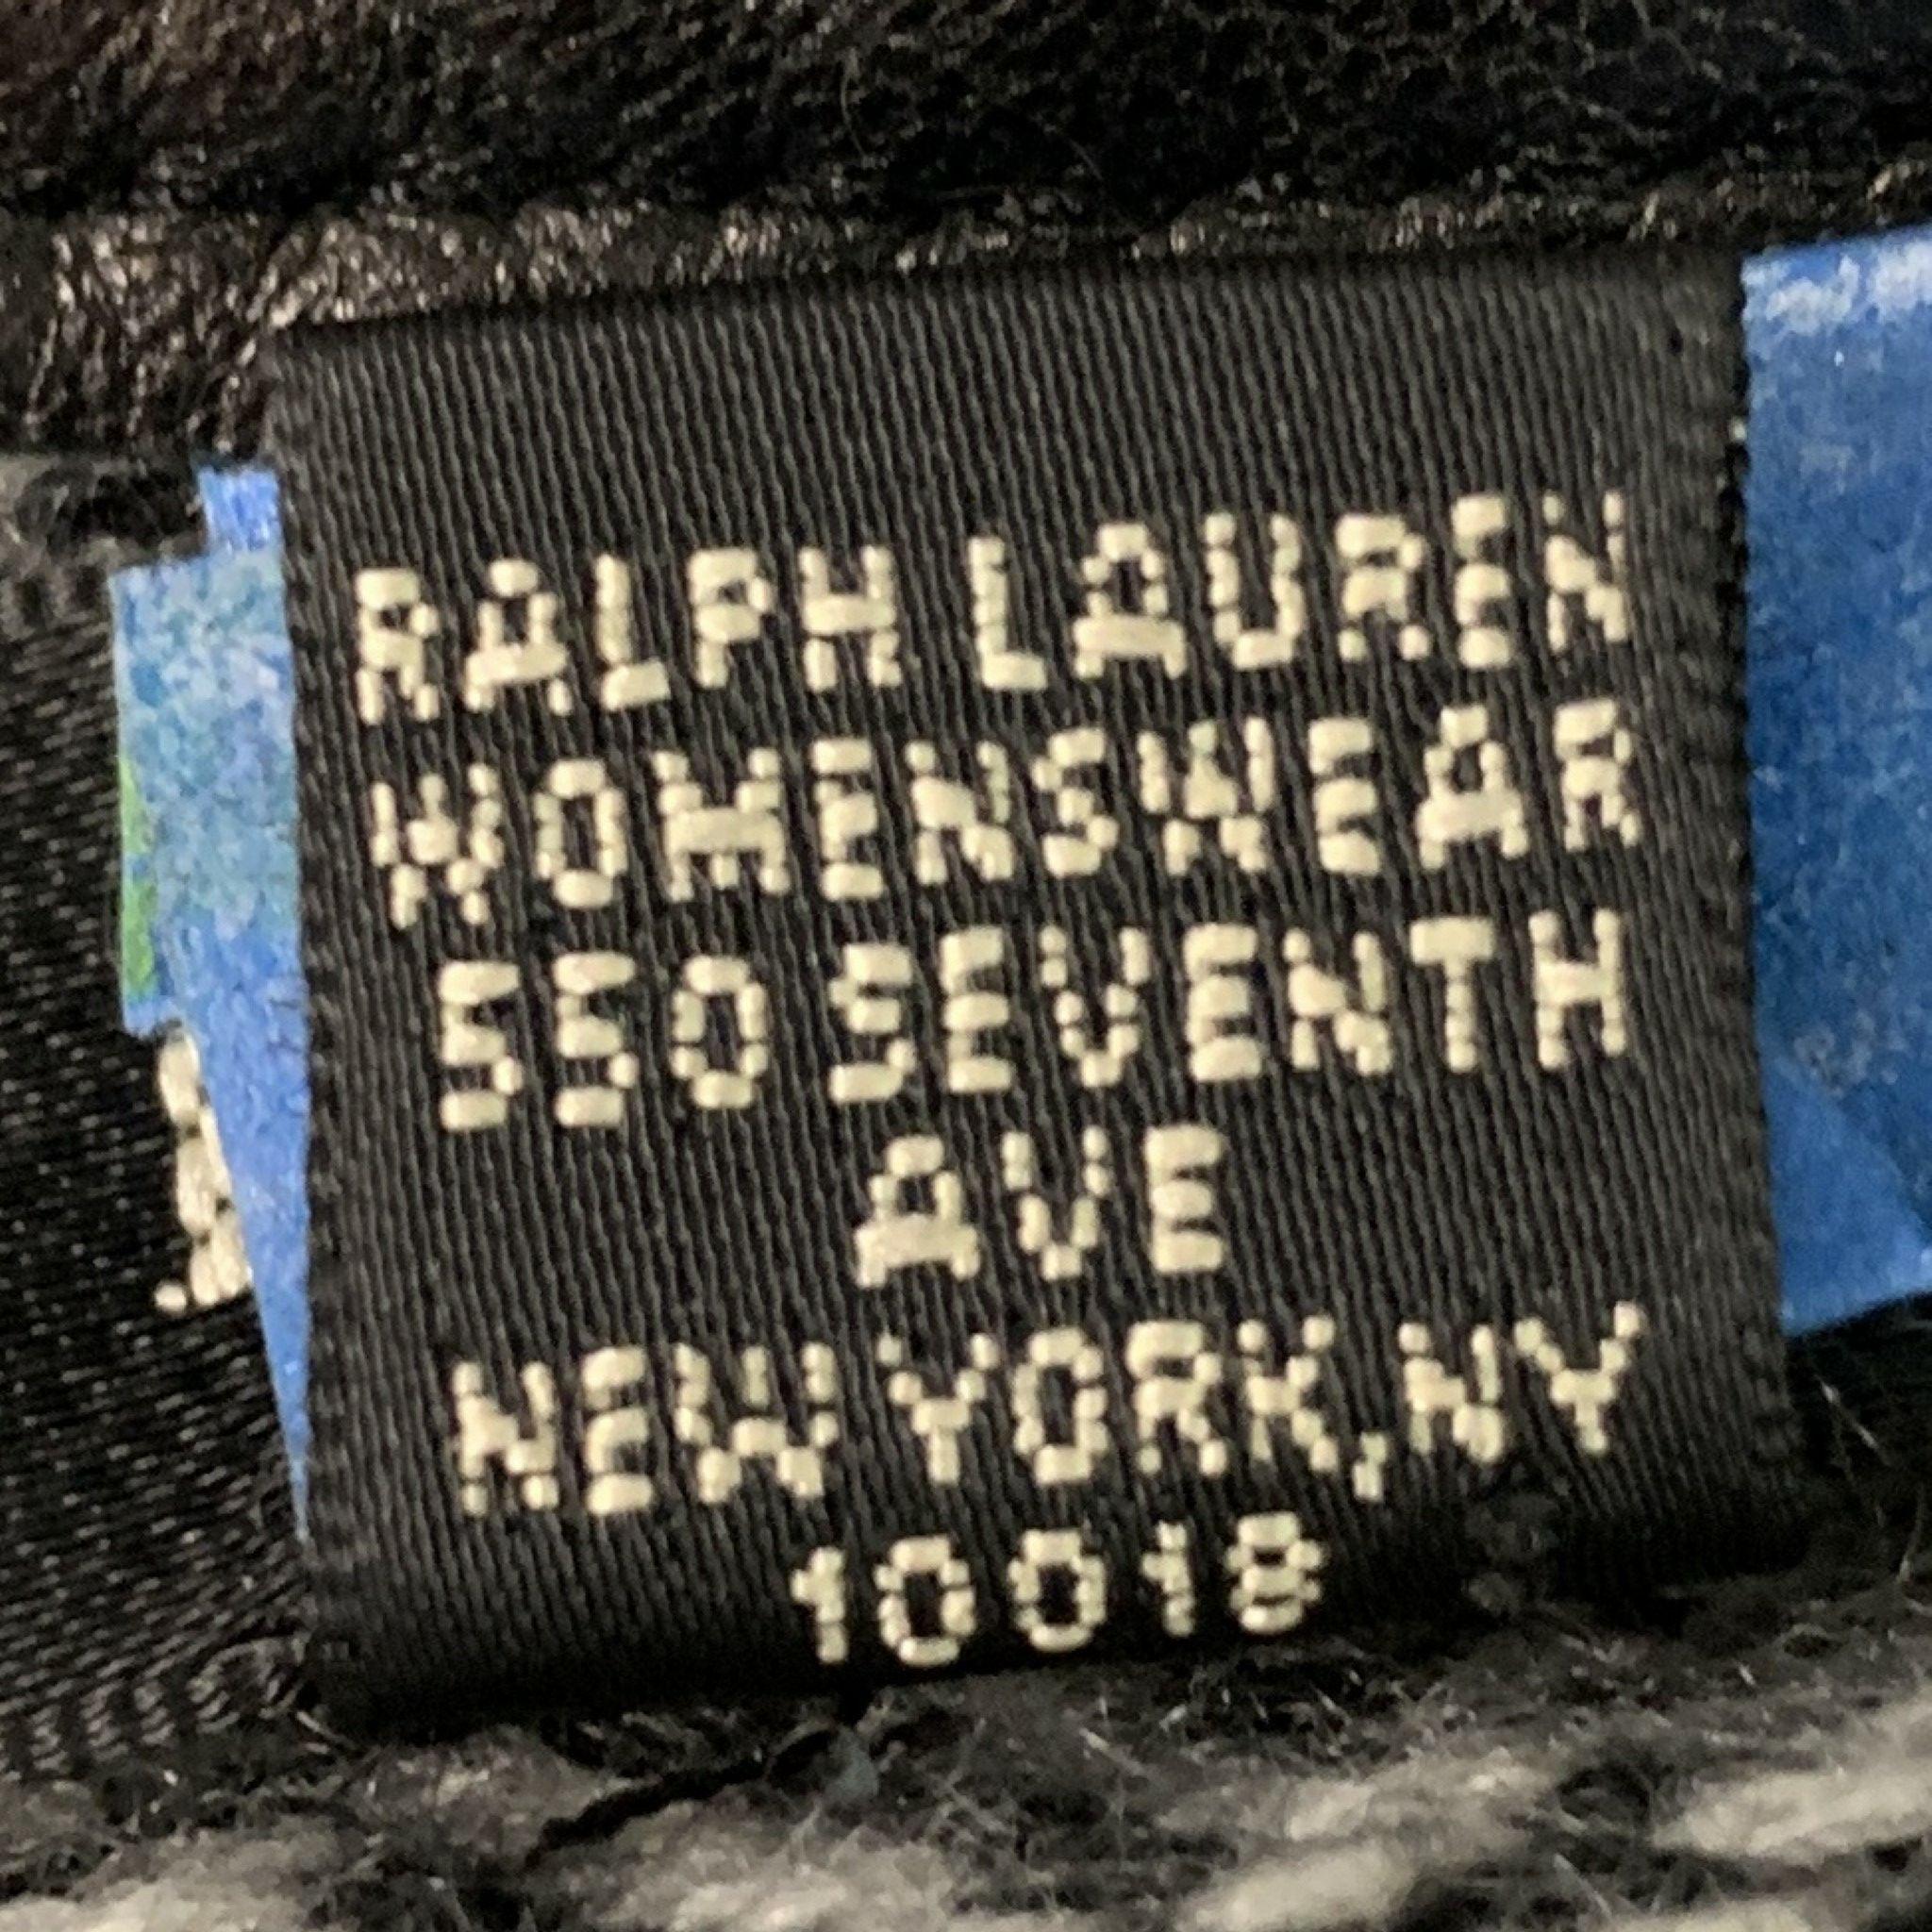 RALPH LAUREN
WOMENSWEAR
550 SEVENTH
AVE
NEW YORK, NY
10018